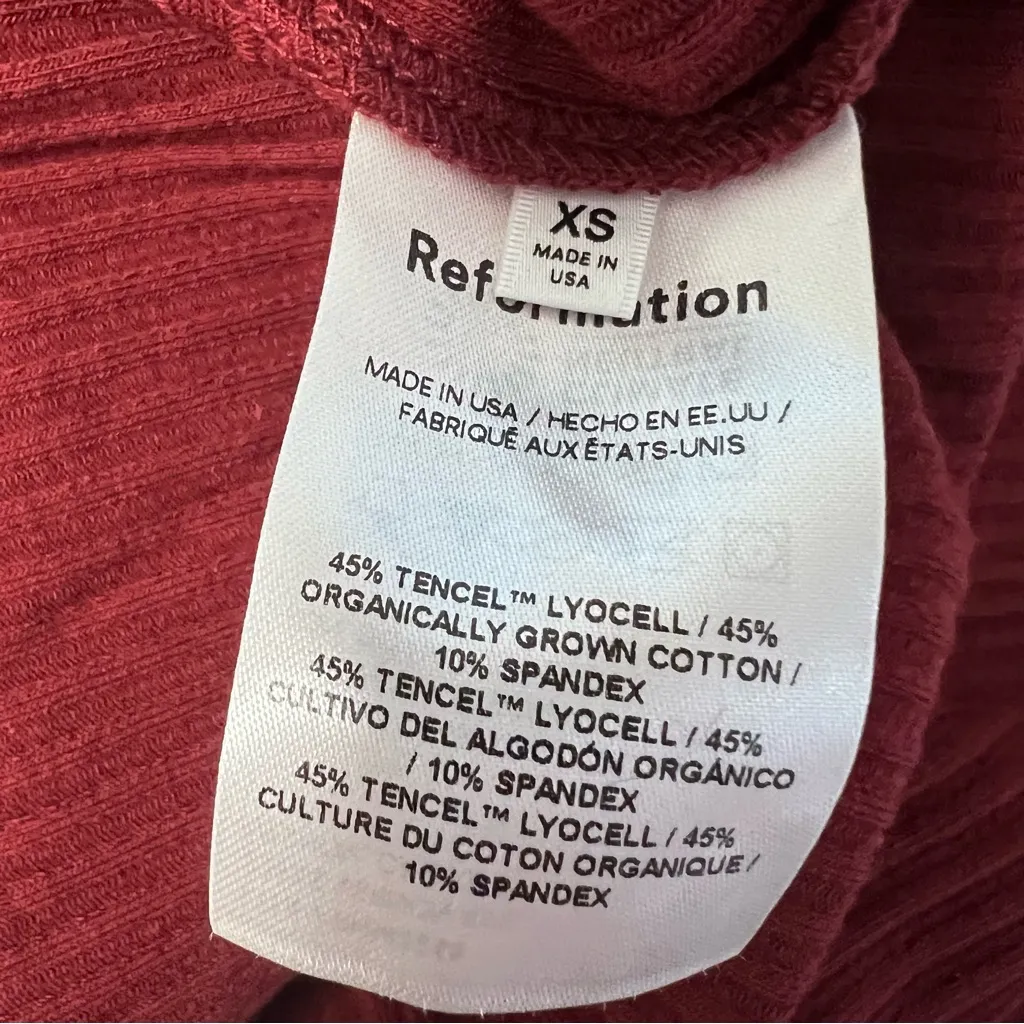 XS
MADE IN
USA
Reformation
MADE IN USA / HECHO EN EE.UU /
FABRIQUÉ AUX ÉTATS-UNIS
45% TENCEL™ LYOCELL / 45%
ORGANICALLY GROWN COTTON /
10% SPANDEX
45% TENCEL™ LYOCELL / 45%
CULTIVO DEL ALGODÓN ORGÁNICO
/ 10% SPANDEX
45% TENCEL™ LYOCELL / 45%
CULTURE DU COTON ORGANIQUE/
10% SPANDEX